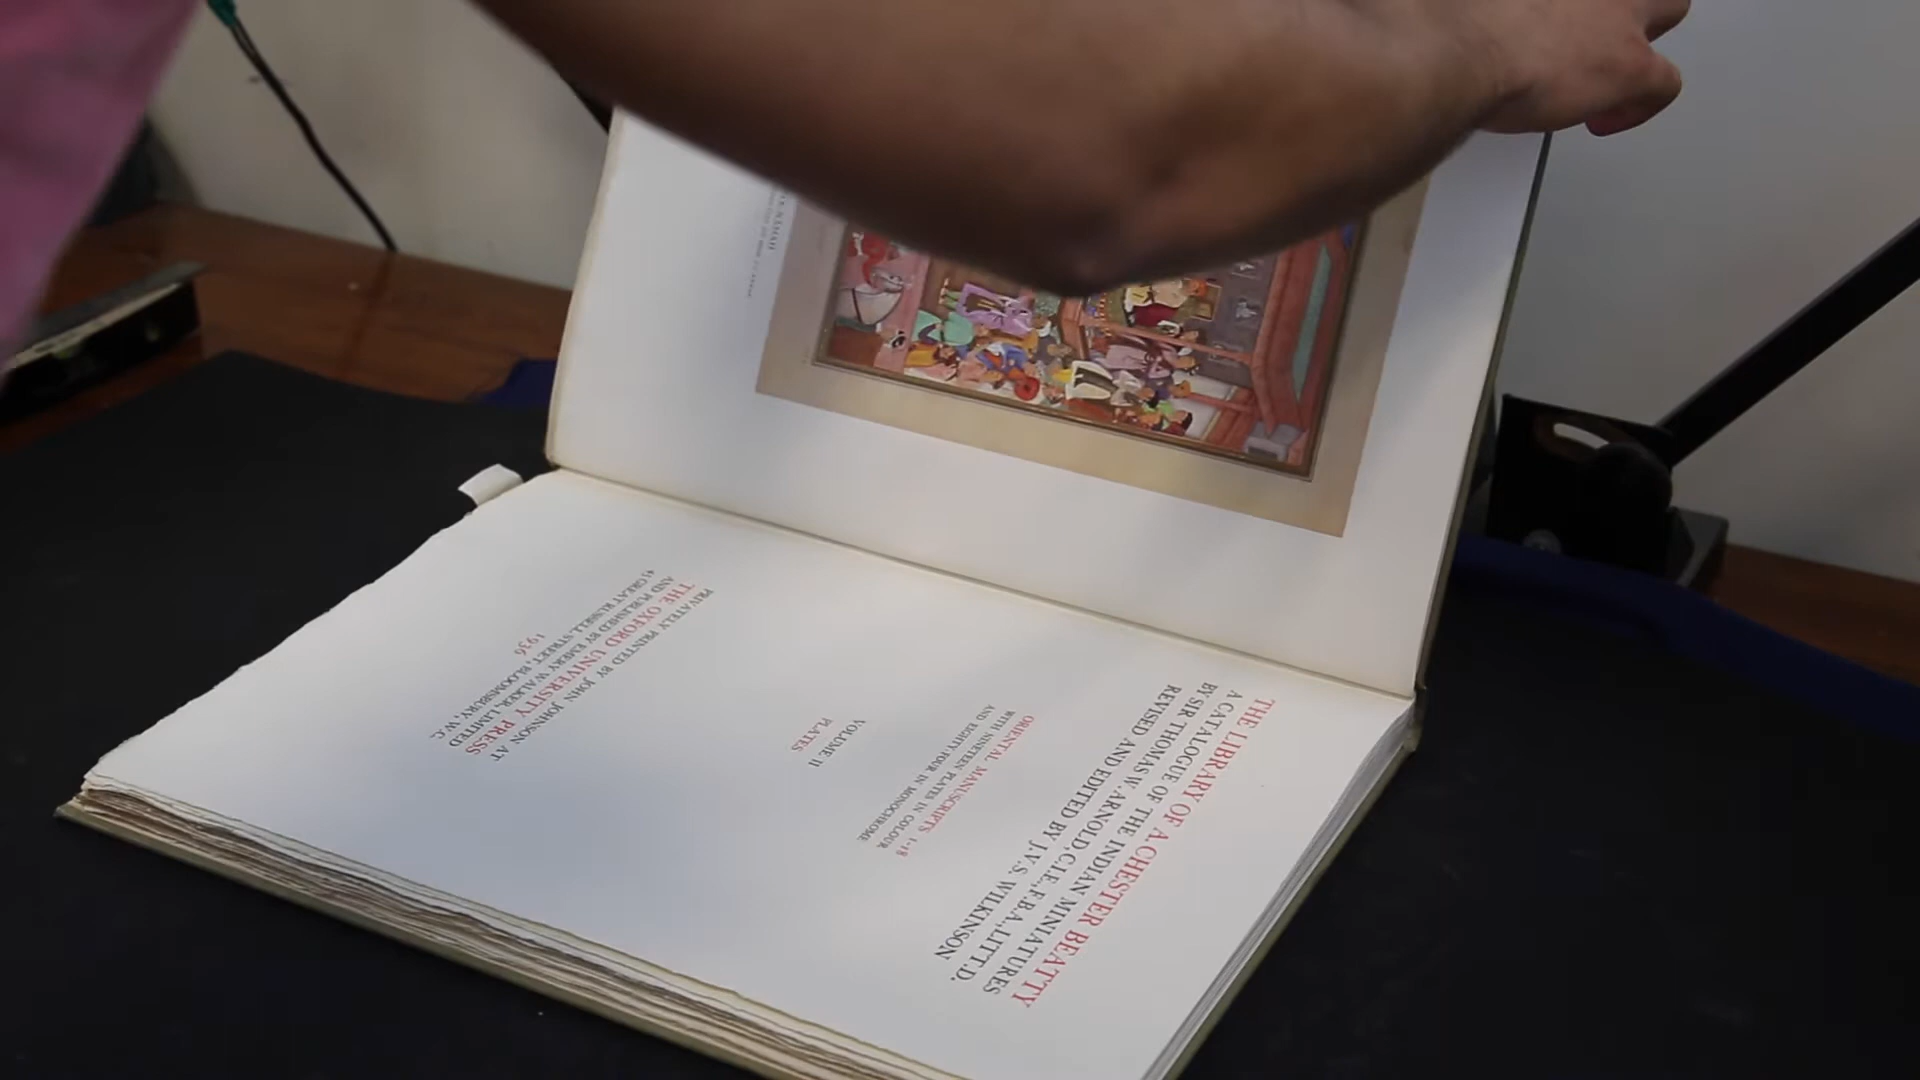 THE LIBRARY OF A. CHESTER BEATTY
A CATALOGUE OF THE INDIAN MINIATURES
BY SIR THOMAS W. ARNOLD, C.I.E., F.B.A., LITT.D.
REVISED AND EDITED BY J. V. S. WILKINSON
ORIENTAL MANUSCRIPTS 1-18
WITH NINETEEN PLATES IN COLOUR
AND EIGHTY-FOUR IN MONOCHROME
VOLUME II
PLATES
PRIVATELY PRINTED BY JOHN JOHNSON AT
THE OXFORD UNIVERSITY PRESS
AND PUBLISHED BY EMERY WALKER, LIMITED
45 GREAT RUSSELL STREET, BLOOMSBURY, W.C.
1936